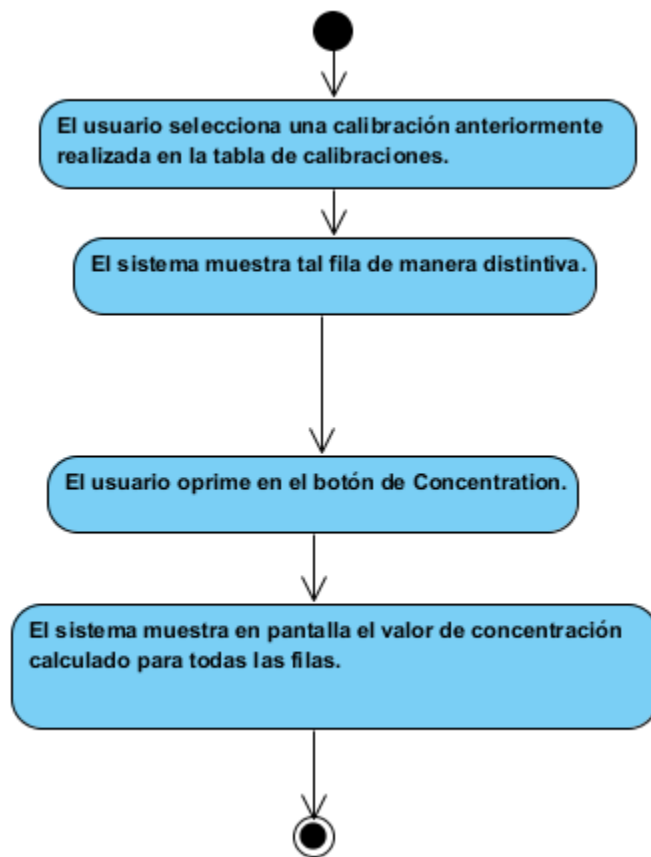 El usuario selecciona una calibración anteriormente
realizada en la tabla de calibraciones.
El sistema muestra tal fila de manera distintiva.
El usuario oprime en el botón de Concentration.
El sistema muestra en pantalla el valor de concentración
calculado para todas las filas.